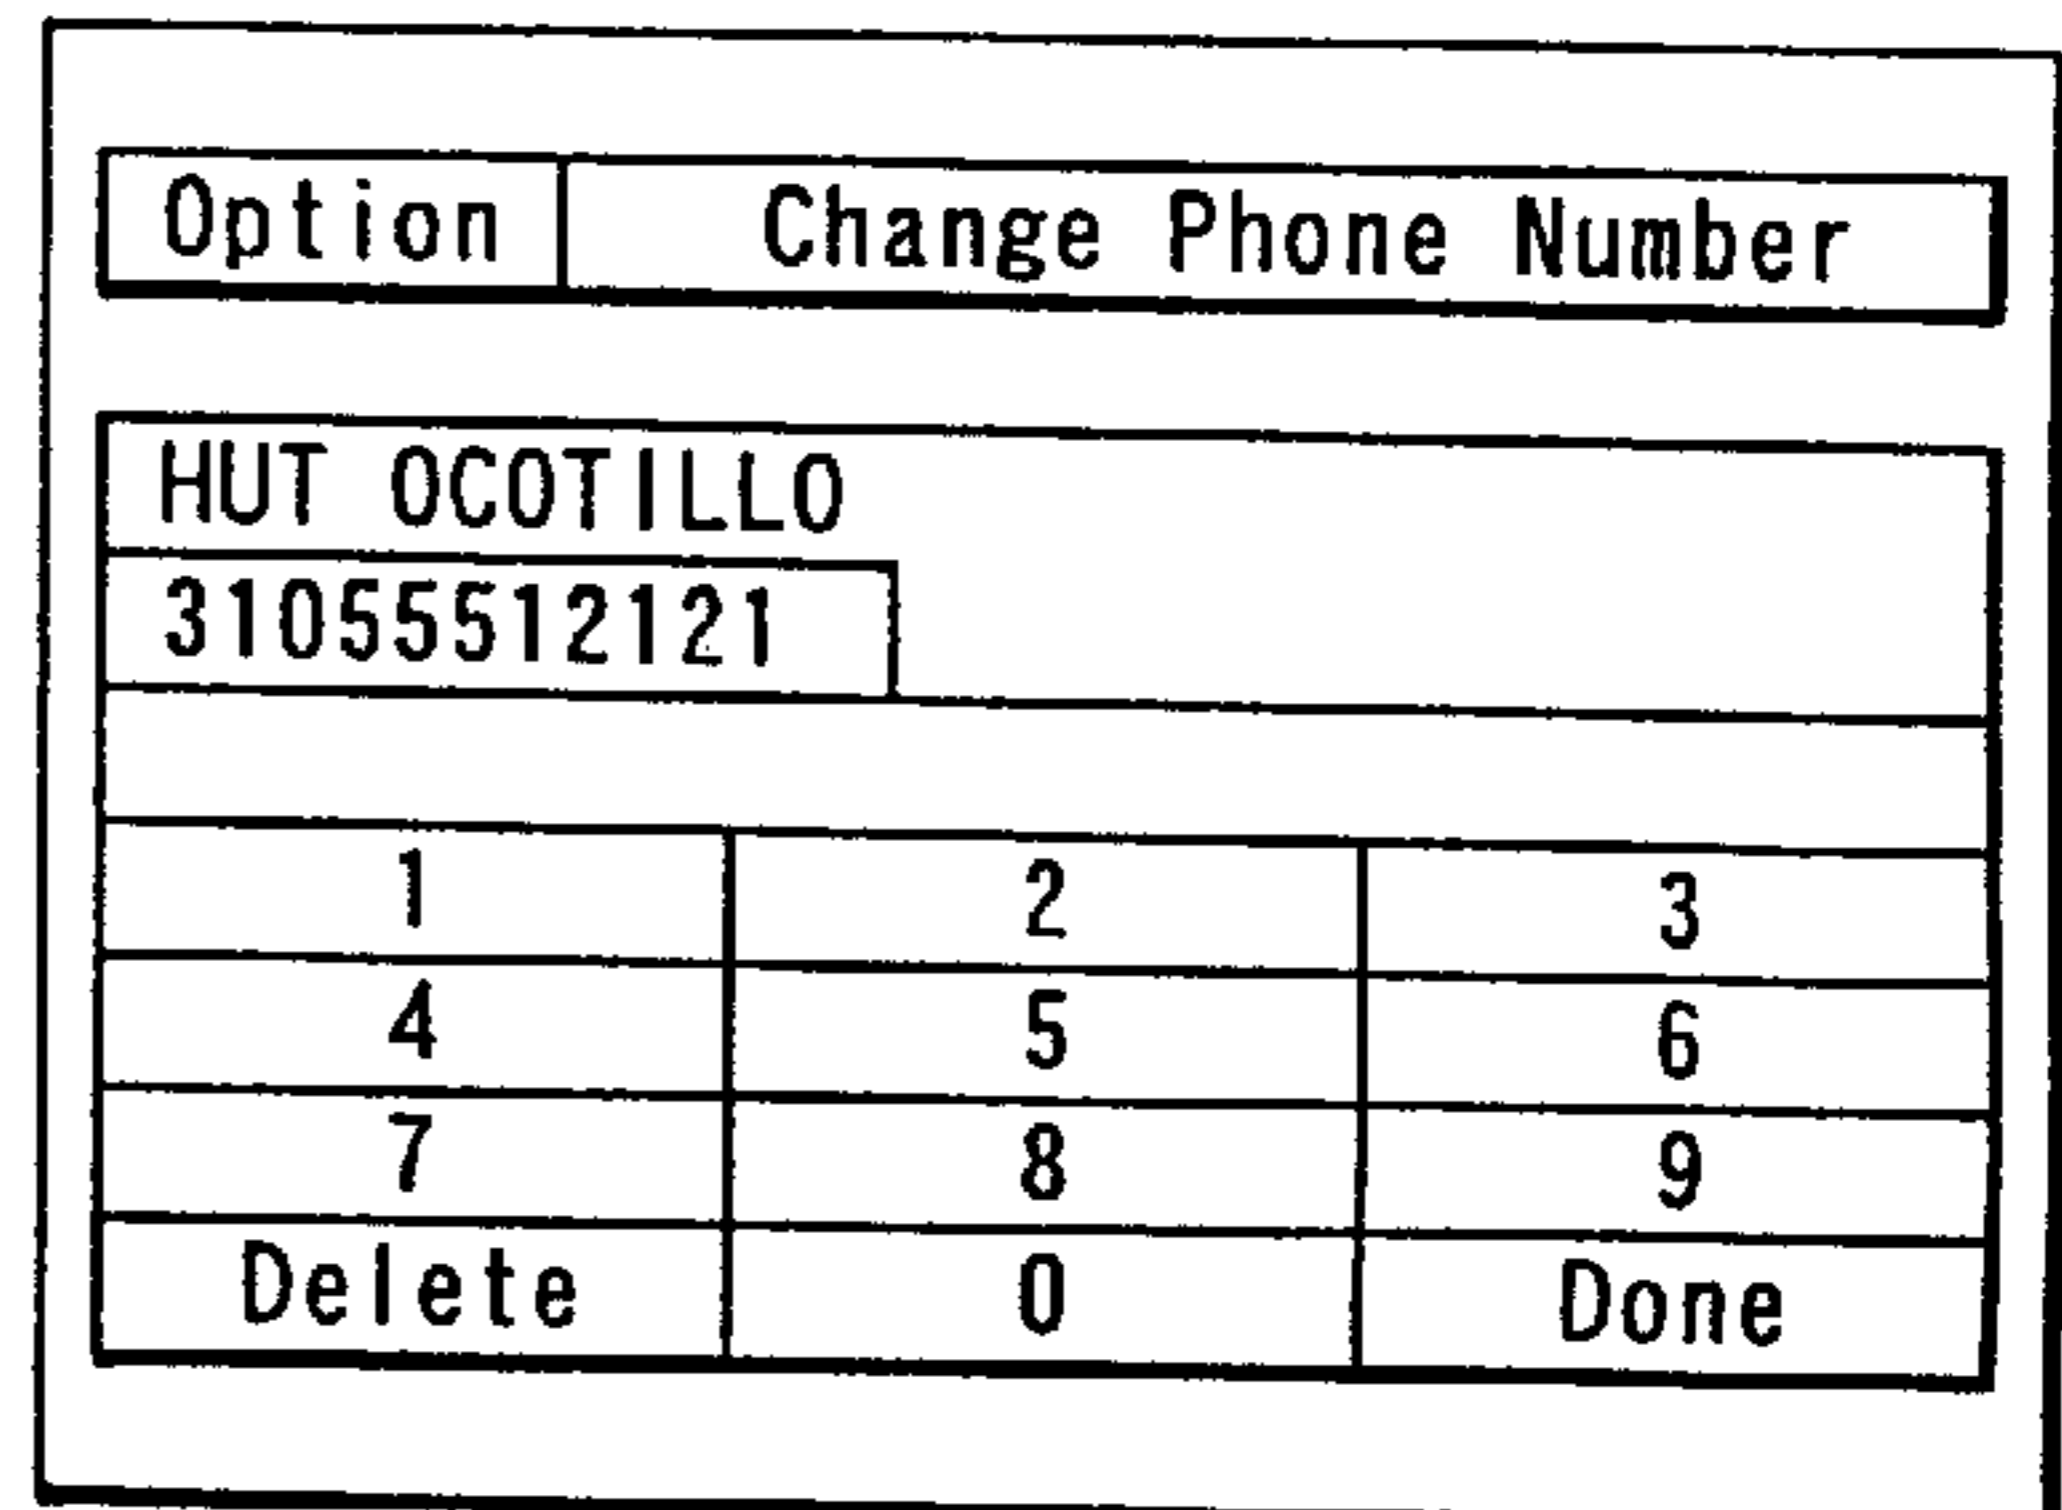 Option Change Phone Number
HUT OCOTILLO
31055512121
1 2 3
4 5 6
7 8 9
Delete 0 Done